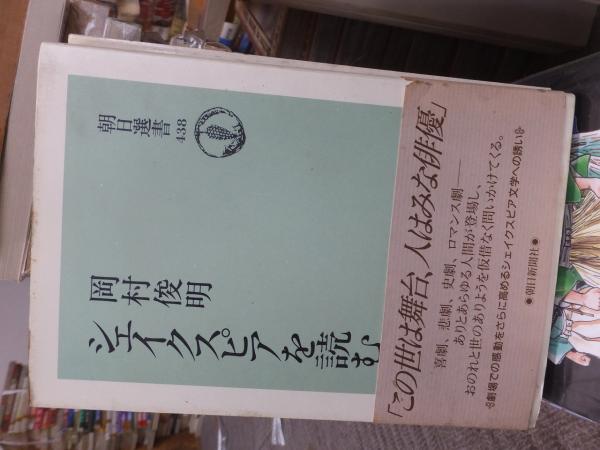 朝日選書
438
岡村俊明
シェイクスピアを読む
「この世は舞台、人はみな俳優」
喜劇、悲劇、史劇、ロマンス劇——
ありとあらゆる人間が登場し、
おのれと世のありようを仮借なく問いかけてくる。
劇場での感動をさらに高めるシェイクスピア文学への誘い
●朝日新聞社●